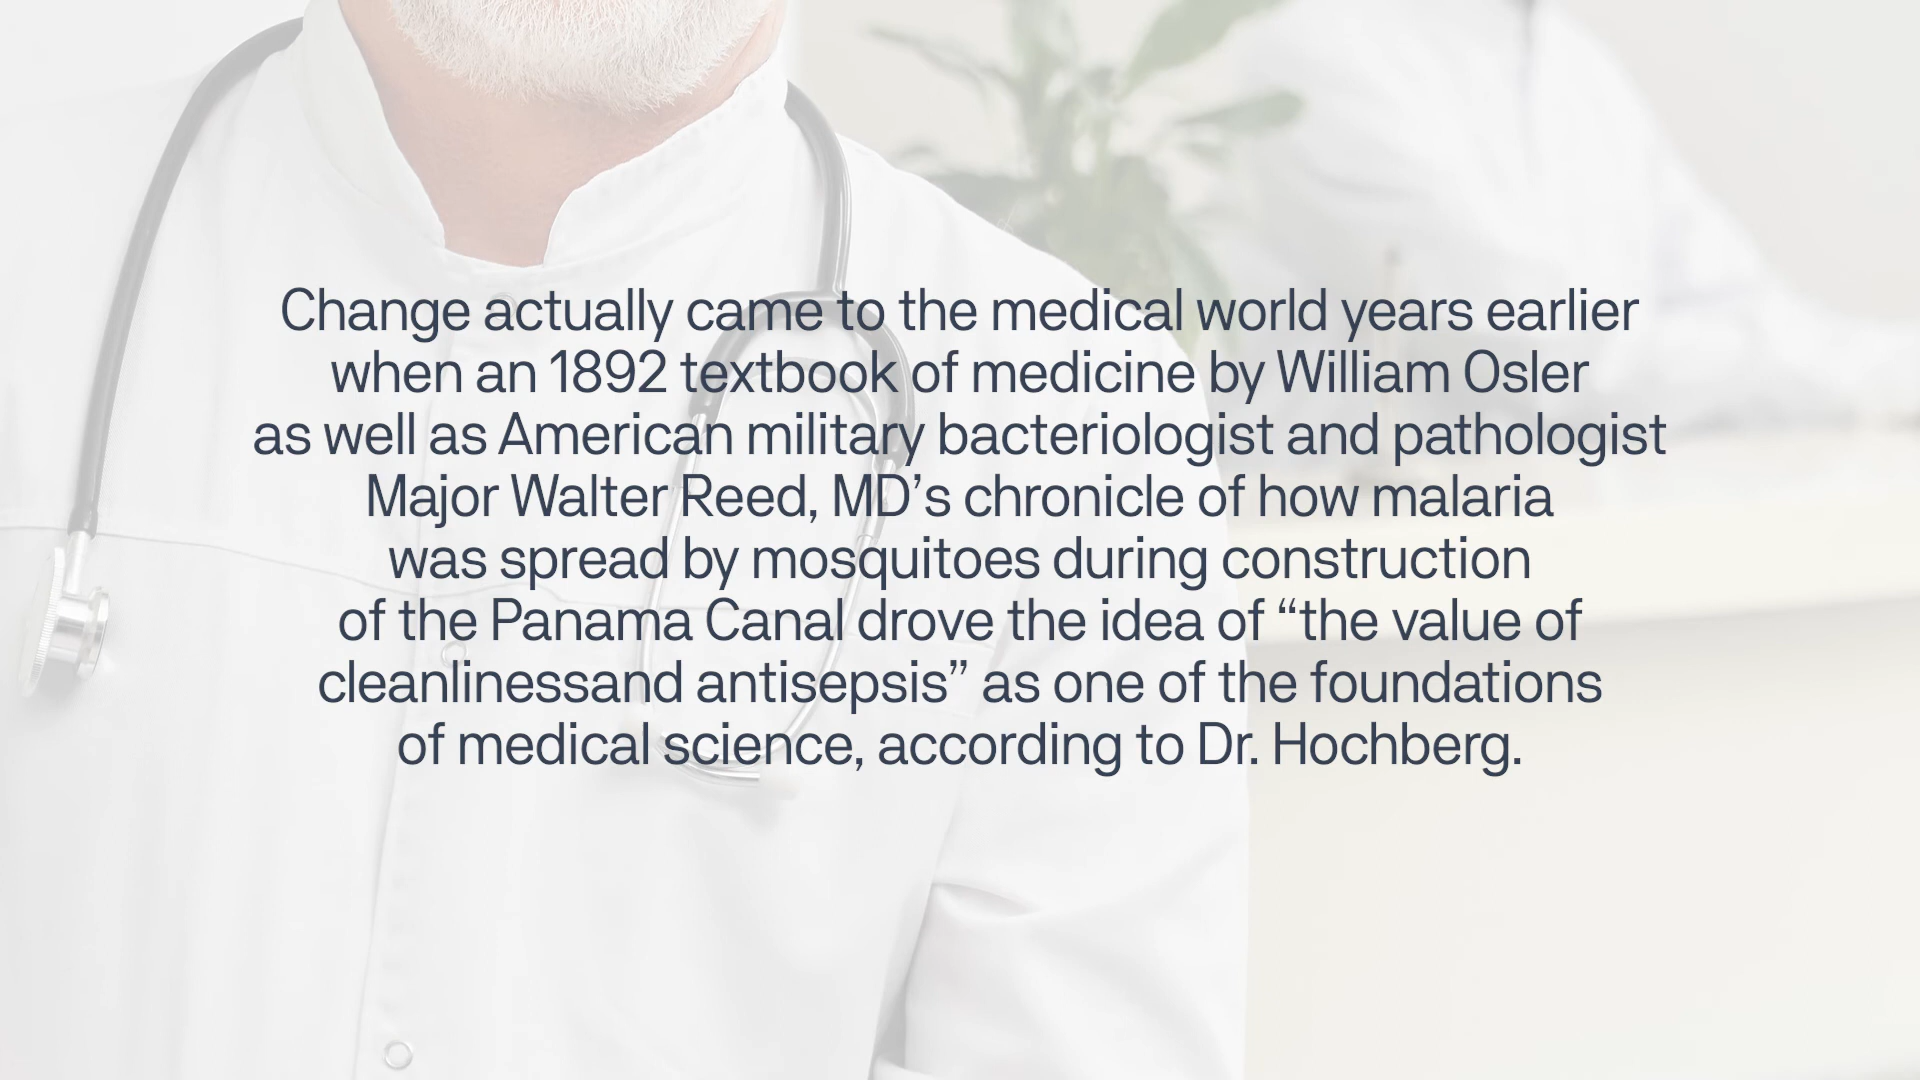 Change actually came to the medical world years earlier
when an 1892 textbook of medicine by William Osler
as well as American military bacteriologist and pathologist
Major Walter Reed, MD’s chronicle of how malaria
was spread by mosquitoes during construction
of the Panama Canal drove the idea of “the value of
cleanlinessand antisepsis” as one of the foundations
of medical science, according to Dr. Hochberg.